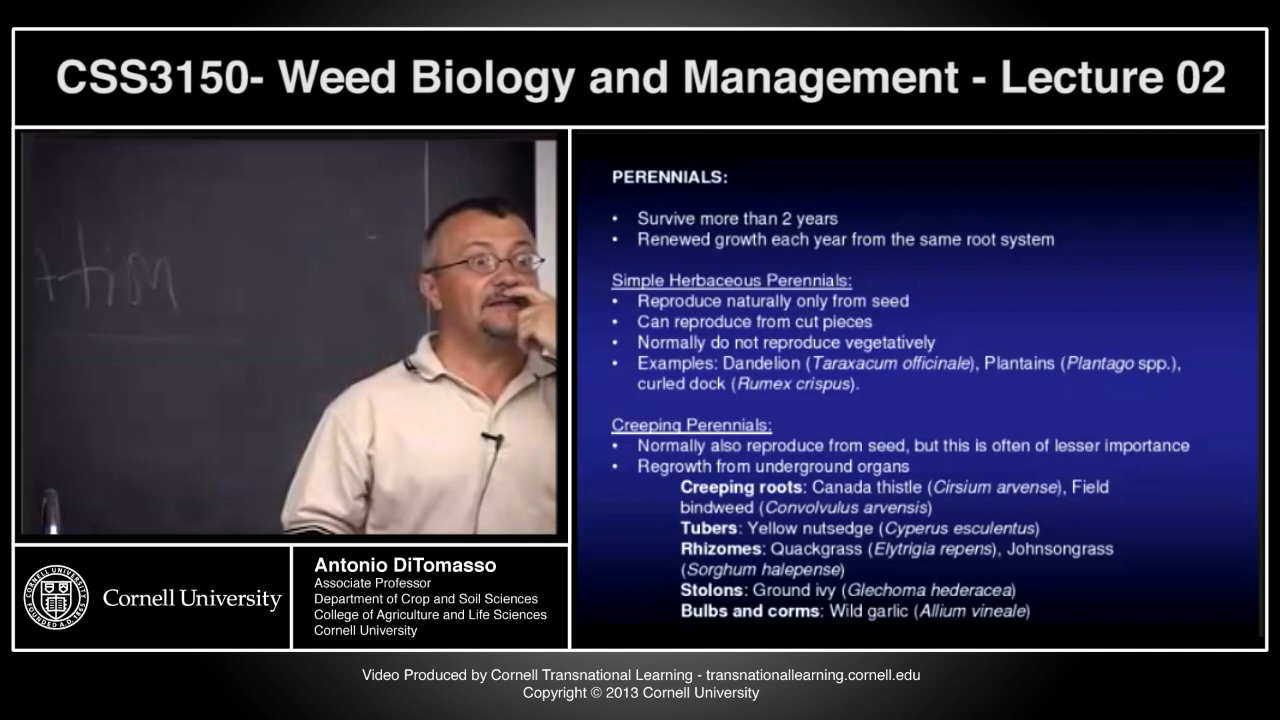 CSS3150- Weed Biology and Management - Lecture 02
PERENNIALS:
• Survive more than 2 years
• Renewed growth each year from the same root system
Simple Herbaceous Perennials:
• Reproduce naturally only from seed
• Can reproduce from cut pieces
• Normally do not reproduce vegetatively
• Examples: Dandelion (Taraxacum officinale), Plantains (Plantago spp.),
curled dock (Rumex crispus).
Creeping Perennials:
• Normally also reproduce from seed, but this is often of lesser importance
• Regrowth from underground organs
Creeping roots: Canada thistle (Cirsium arvense), Field
bindweed (Convolvulus arvensis)
Tubers: Yellow nutsedge (Cyperus esculentus)
Rhizomes: Quackgrass (Elytrigia repens), Johnsongrass
(Sorghum halepense)
Stolons: Ground ivy (Glechoma hederacea)
Bulbs and corms: Wild garlic (Allium vineale)
ttion
Cornell University
Antonio DiTomasso
Associate Professor
Department of Crop and Soil Sciences
College of Agriculture and Life Sciences
Cornell University
Video Produced by Cornell Transnational Learning - transnationallearning.cornell.edu
Copyright © 2013 Cornell University